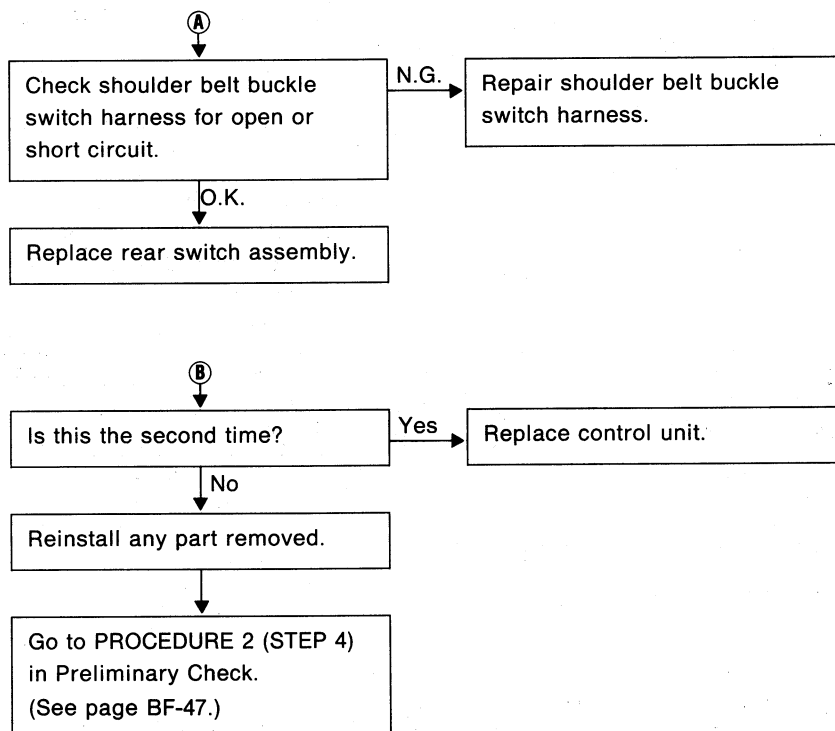 A
Check shoulder belt buckle
switch harness for open or
short circuit.
N.G.
Repair shoulder belt buckle
switch harness.
O.K.
Replace rear switch assembly.
B
Is this the second time?
Yes
Replace control unit.
No
Reinstall any part removed.
Go to PROCEDURE 2 (STEP 4)
in Preliminary Check.
(See page BF-47.)